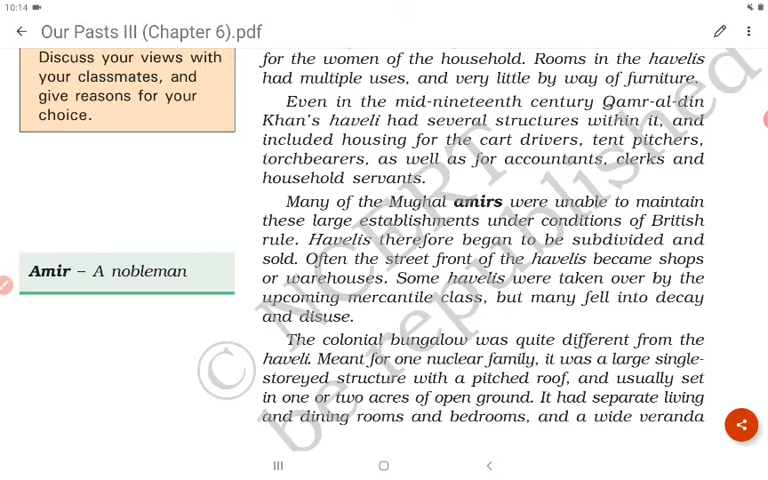 10:14
Our Pasts III (Chapter 6).pdf
Discuss your views with
your classmates, and
give reasons for your
choice.
for the women of the household. Rooms in the havelis
had multiple uses, and very little by way of furniture.
Even in the mid-nineteenth century Qamr-al-din
Khan's haveli had several structures within it, and
included housing for the cart drivers, tent pitchers,
torchbearers, as well as for accountants, clerks and
household servants.
Many of the Mughal amirs were unable to maintain
these large establishments under conditions of British
rule. Havelis therefore began to be subdivided and
sold. Often the street front of the havelis became shops
or warehouses. Some havelis were taken over by the
upcoming mercantile class, but many fell into decay
and disuse.
Amir – A nobleman
The colonial bungalow was quite different from the
haveli. Meant for one nuclear family, it was a large single-
storeyed structure with a pitched roof, and usually set
in one or two acres of open ground. It had separate living
and dining rooms and bedrooms, and a wide veranda
© NCERT
be republished